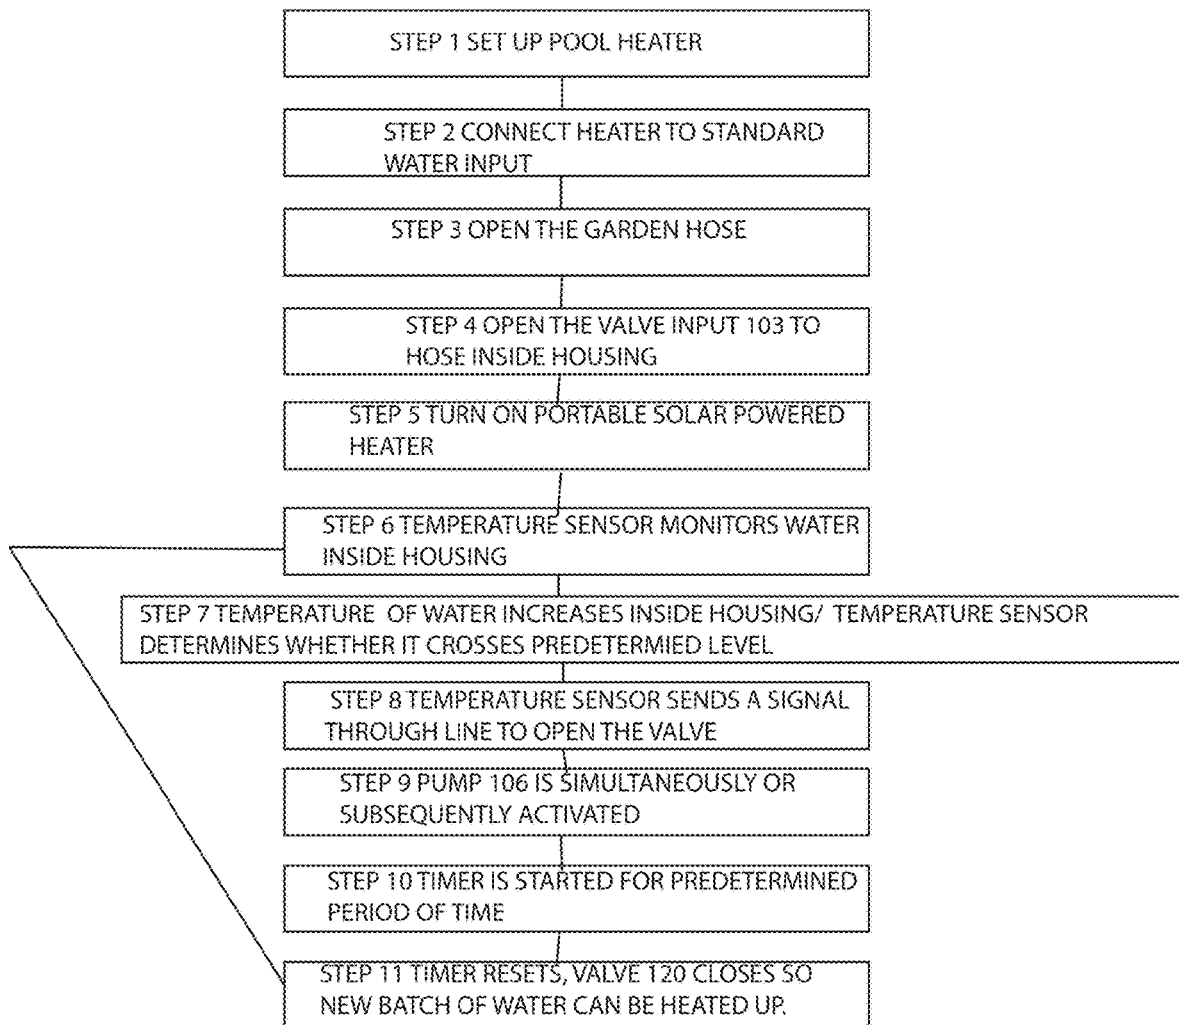 STEP 1 SET UP POOL HEATER
STEP 2 CONNECT HEATER TO STANDARD
WATER INPUT
STEP 3 OPEN THE GARDEN HOSE
STEP 4 OPEN THE VALVE INPUT 103 TO
HOSE INSIDE HOUSING
STEP 5 TURN ON PORTABLE SOLAR POWERED
HEATER
STEP 6 TEMPERATURE SENSOR MONITORS WATER
INSIDE HOUSING
STEP 7 TEMPERATURE OF WATER INCREASES INSIDE HOUSING/ TEMPERATURE SENSOR
DETERMINES WHETHER IT CROSSES PREDETERMIED LEVEL
STEP 8 TEMPERATURE SENSOR SENDS A SIGNAL
THROUGH LINE TO OPEN THE VALVE
STEP 9 PUMP 106 IS SIMULTANEOUSLY OR
SUBSEQUENTLY ACTIVATED
STEP 10 TIMER IS STARTED FOR PREDETERMINED
PERIOD OF TIME
STEP 11 TIMER RESETS, VALVE 120 CLOSES SO
NEW BATCH OF WATER CAN BE HEATED UP.